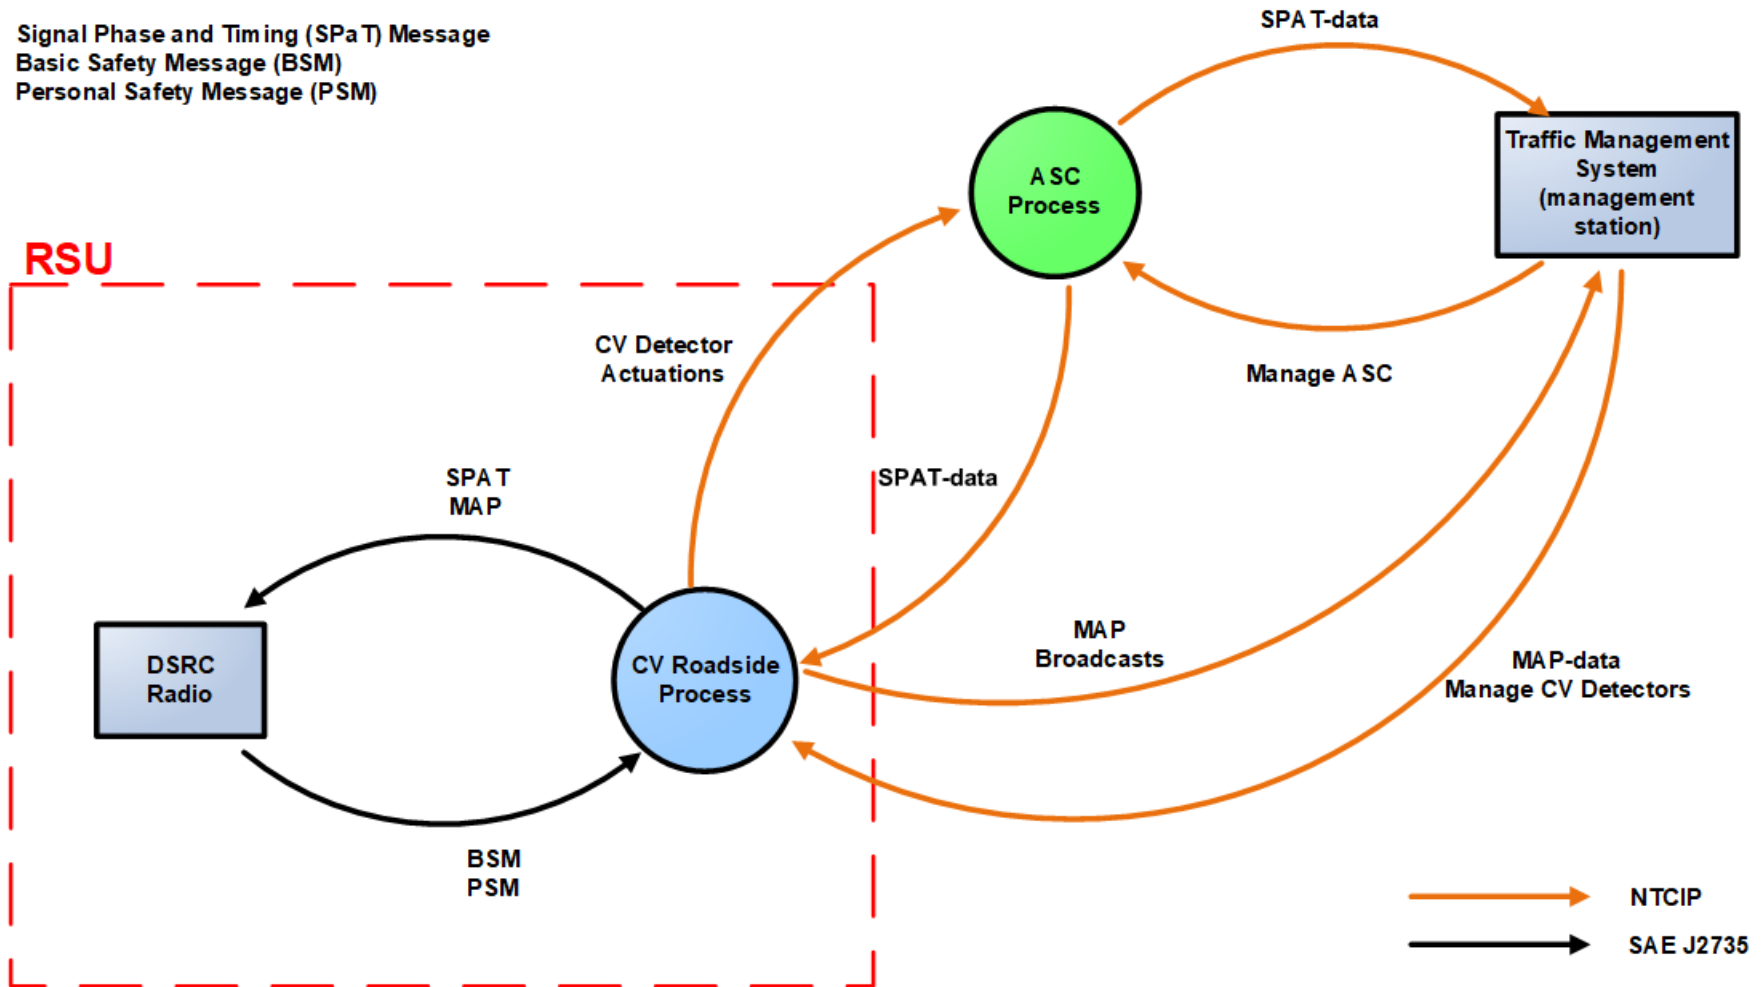 Signal Phase and Timing (SPaT) Message
Basic Safety Message (BSM)
Personal Safety Message (PSM)
SPAT-data
Traffic Management
System
(management
station)
ASC
Process
RSU
CV Detector
Actuations
Manage ASC
SPAT
MAP
SPAT-data
DSRC
Radio
CV Roadside
Process
MAP
Broadcasts
MAP-data
Manage CV Detectors
BSM
PSM
NTCIP
SAE J2735